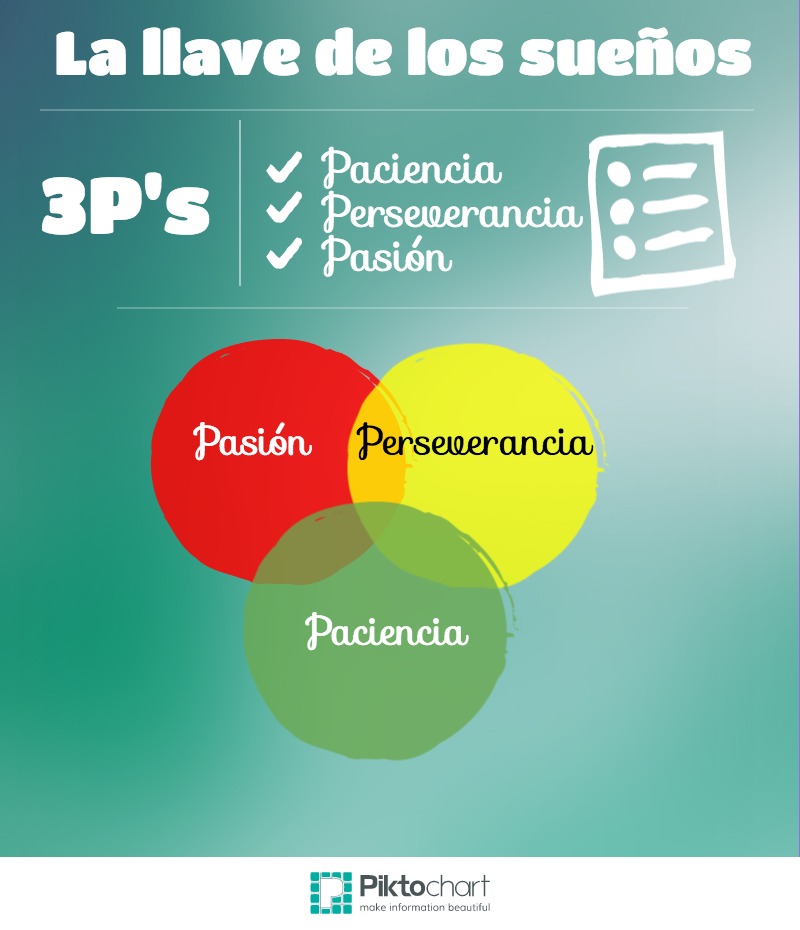 La llave de los sueños
3P's
Paciencia
Perseverancia
Pasión
Pasión
Perseverancia
Paciencia
Piktochart
make information beautiful